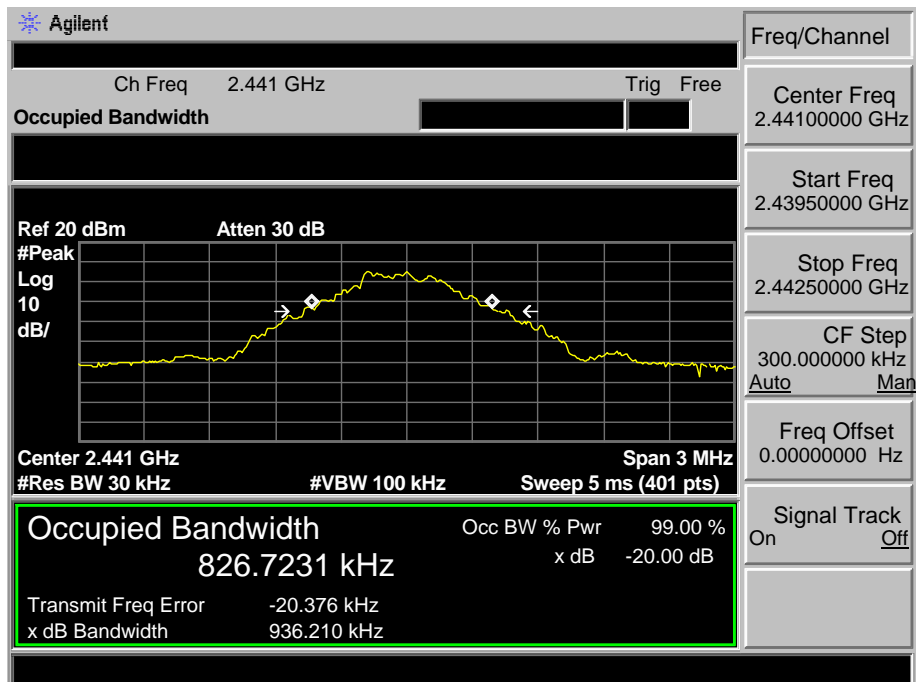 Agilent
Freq/Channel
Ch Freq 2.441 GHz Trig Free
Occupied Bandwidth
Center Freq
2.44100000 GHz
Start Freq
2.43950000 GHz
Stop Freq
2.44250000 GHz
CF Step
300.000000 kHz
Auto Man
Freq Offset
0.00000000 Hz
Signal Track
On Off
Ref 20 dBm Atten 30 dB
#Peak
Log
10
dB/
Center 2.441 GHz Span 3 MHz
#Res BW 30 kHz #VBW 100 kHz Sweep 5 ms (401 pts)
Occupied Bandwidth Occ BW % Pwr 99.00 %
826.7231 kHz x dB -20.00 dB
Transmit Freq Error -20.376 kHz
x dB Bandwidth 936.210 kHz